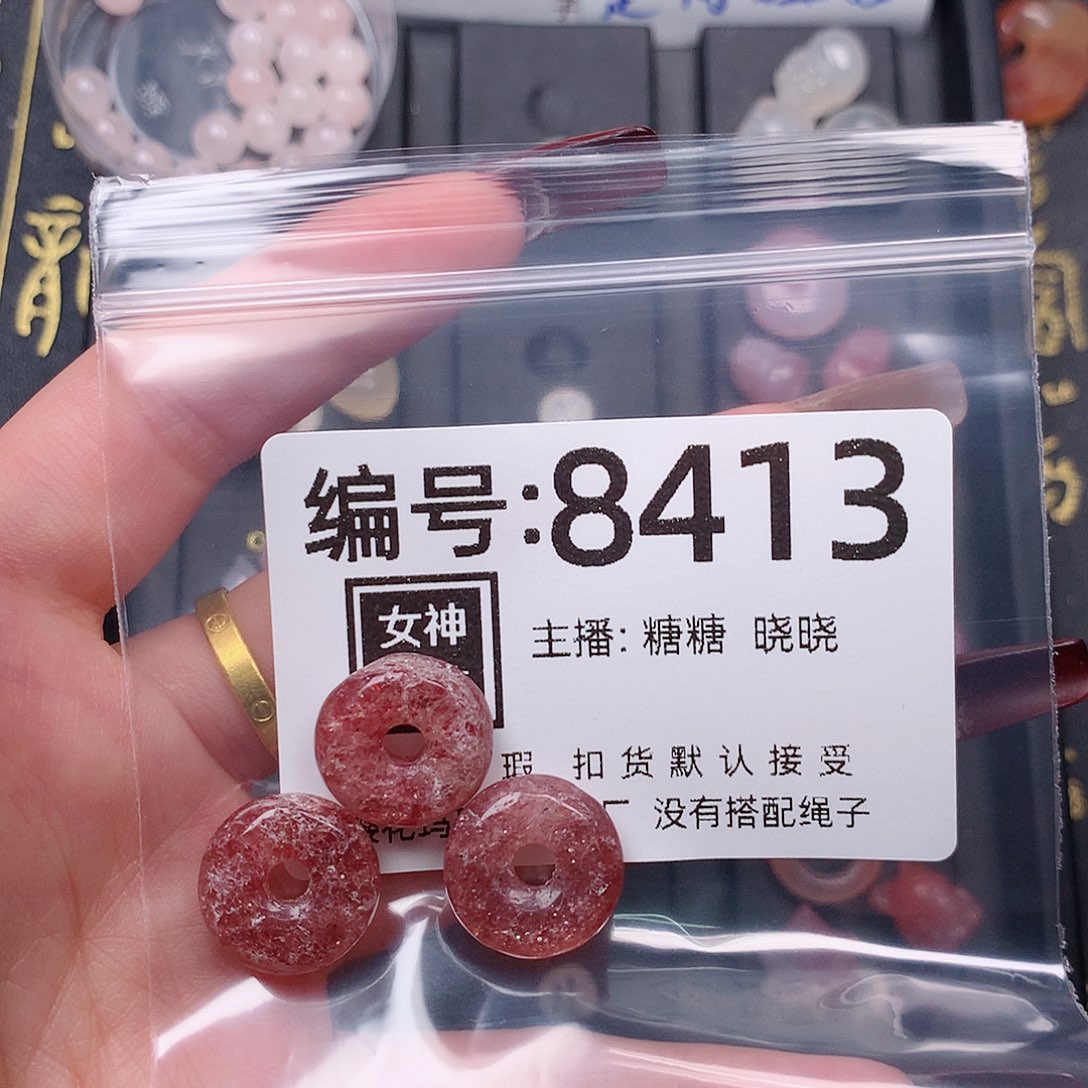 龍
编号:8413
女神
主播: 糖糖 晓晓
瑕 扣货默认接受
没有搭配绳子